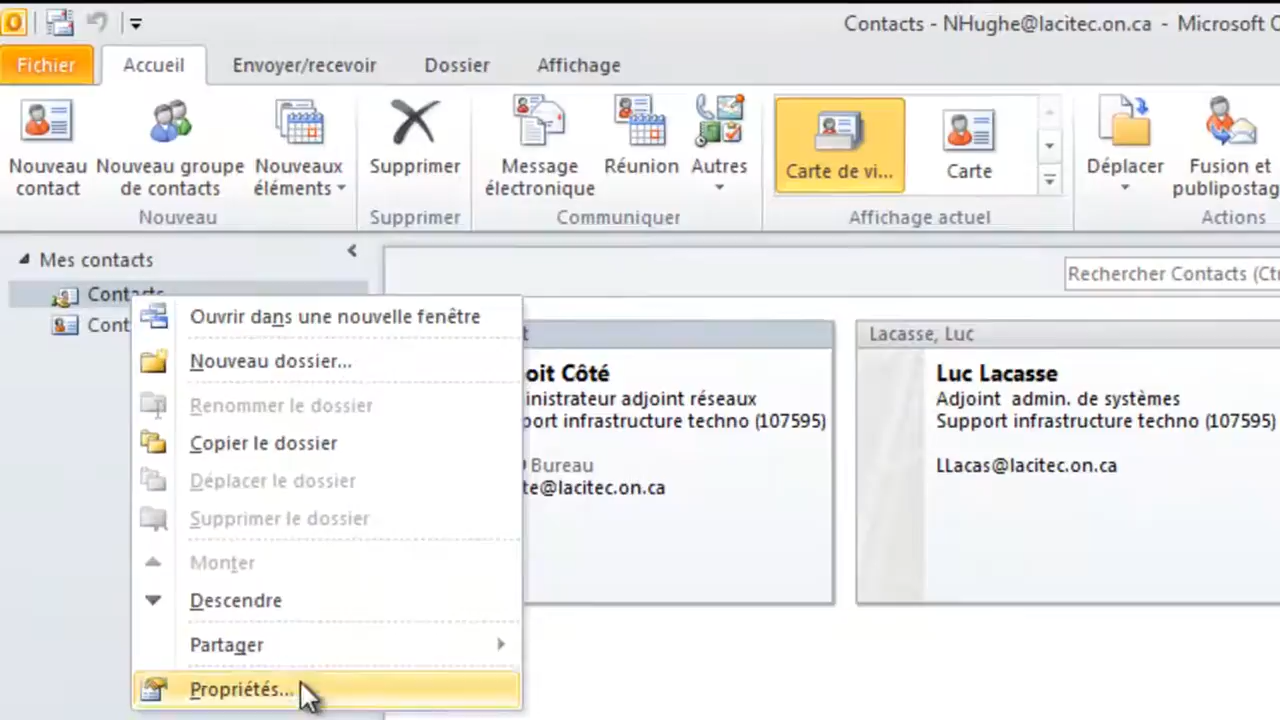 Contacts - NHughe@lacitec.on.ca - Microsoft
Fichier
Accueil
Envoyer/recevoir
Dossier
Affichage
Nouveau
contact
Nouveau groupe
de contacts
Nouveaux
éléments
Nouveau
Supprimer
Supprimer
Message
électronique
Réunion
Autres
Communiquer
Carte de vi...
Carte
Affichage actuel
Déplacer
Fusion et
publipostag
Actions
Mes contacts
Contacts
Cont
Rechercher Contacts (Ctr
Ouvrir dans une nouvelle fenêtre
Nouveau dossier...
Renommer le dossier
Copier le dossier
Déplacer le dossier
Supprimer le dossier
Monter
Descendre
Partager
Propriétés...
t
oit Côté
inistrateur adjoint réseaux
port infrastructure techno (107595)
Bureau
te@lacitec.on.ca
Lacasse, Luc
Luc Lacasse
Adjoint admin. de systèmes
Support infrastructure techno (107595)
LLacas@lacitec.on.ca